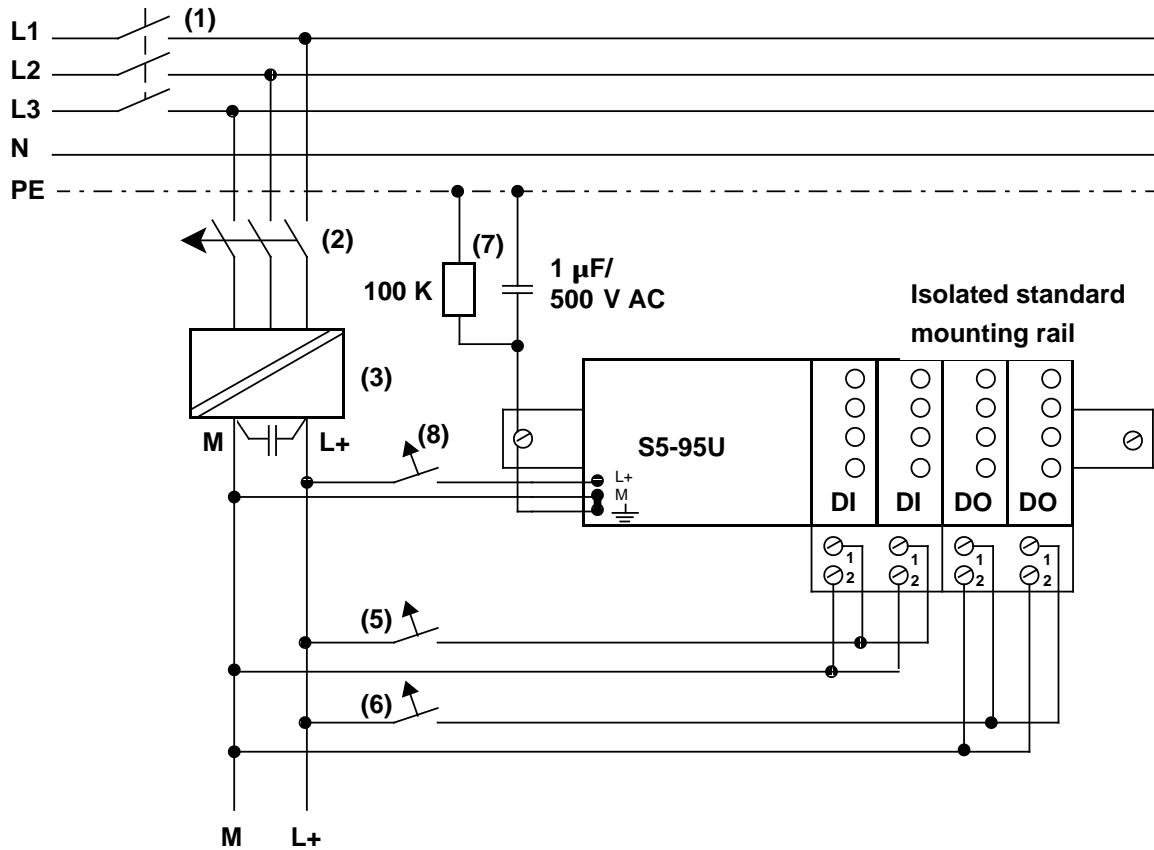 L1
(1)
L2
L3
N
PE
(2)
(7)
100 K
1 µF/
500 V AC
Isolated standard
mounting rail
(3)
M
L+
(8)
S5-95U
L+
M
DI
DI
DO
DO
1
1
1
1
2
2
2
2
(5)
(6)
M
L+